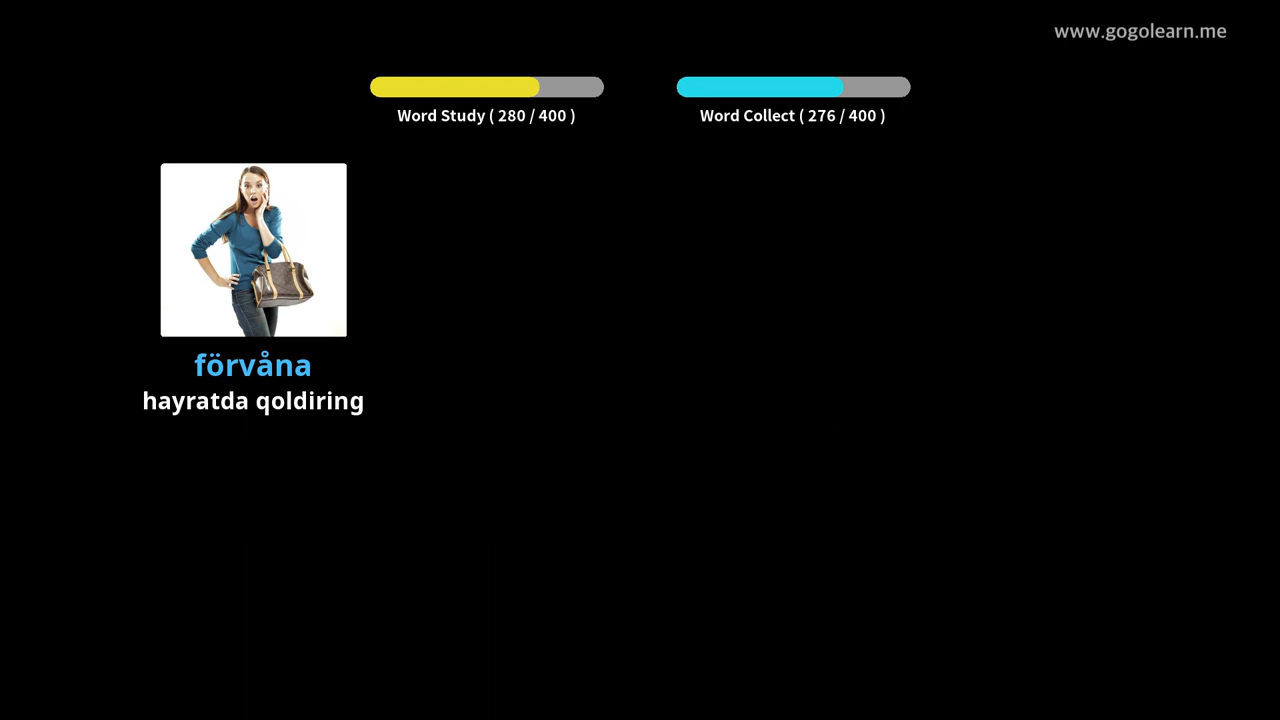 www.gogolearn.me
Word Study ( 280 / 400 )
Word Collect ( 276 / 400 )
förvåna
hayratda qoldiring